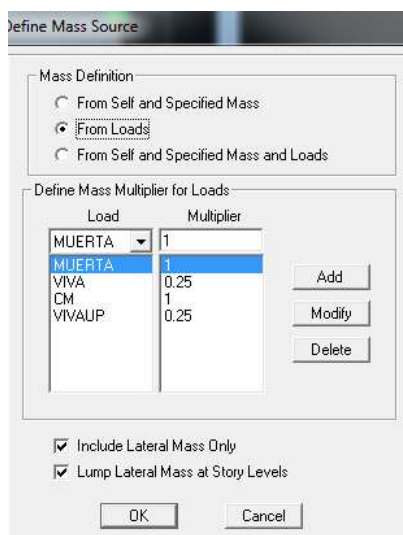 Define Mass Source
Mass Definition
From Self and Specified Mass
From Loads
From Self and Specified Mass and Loads
Define Mass Multiplier for Loads
Load Multiplier
MUERTA 1
MUERTA 1
VIVA 0.25
CM 1
VIVAUP 0.25
Add
Modify
Delete
Include Lateral Mass Only
Lump Lateral Mass at Story Levels
OK Cancel